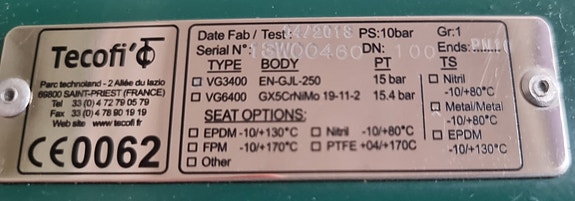 Tecofi'
Parc technoland - 2 Allée du lazio
69800 SAINT-PRIEST (FRANCE)
Tel 33 (0) 4 72 79 05 79
Fax 33 (0) 4 78 90 19 19
Web site www.tecofi.fr
CE0062
Date Fab / Test : /2018 PS:10bar Gr:1
Serial N°: DN: 100 Ends: PN10
TYPE BODY PT TS
VG3400 EN-GJL-250 15 bar
VG6400 GX5CrNiMo 19-11-2 15.4 bar
Nitril
-10/+80°C
Metal/Metal
-10/+80°C
EPDM
-10/+130°C
SEAT OPTIONS:
EPDM -10/+130°C Nitril -10/+80°C
FPM -10/+170°C PTFE +04/+170C
Other